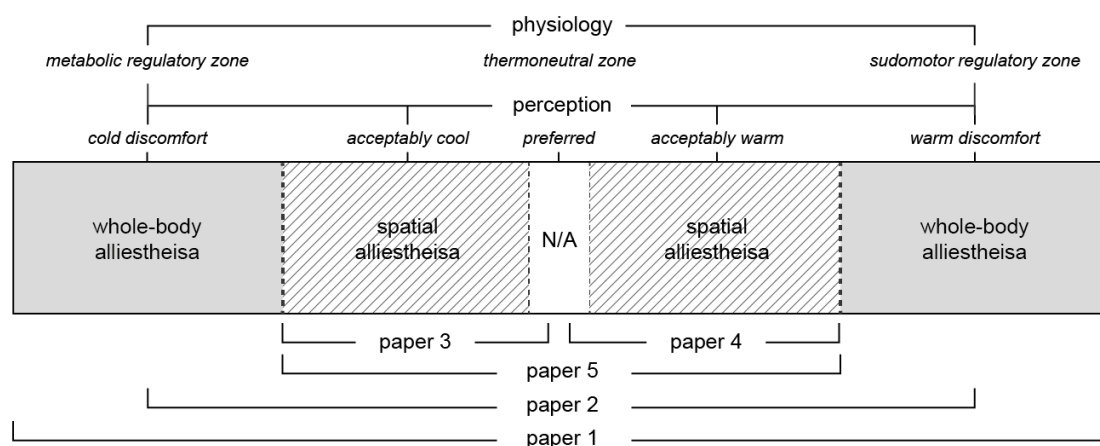 physiology
metabolic regulatory zone thermoneutral zone sudomotor regulatory zone
perception
cold discomfort acceptably cool preferred acceptably warm warm discomfort
whole-body spatial spatial whole-body
alliestheisa alliestheisa N/A alliestheisa alliestheisa
paper 3 paper 4
paper 5
paper 2
paper 1